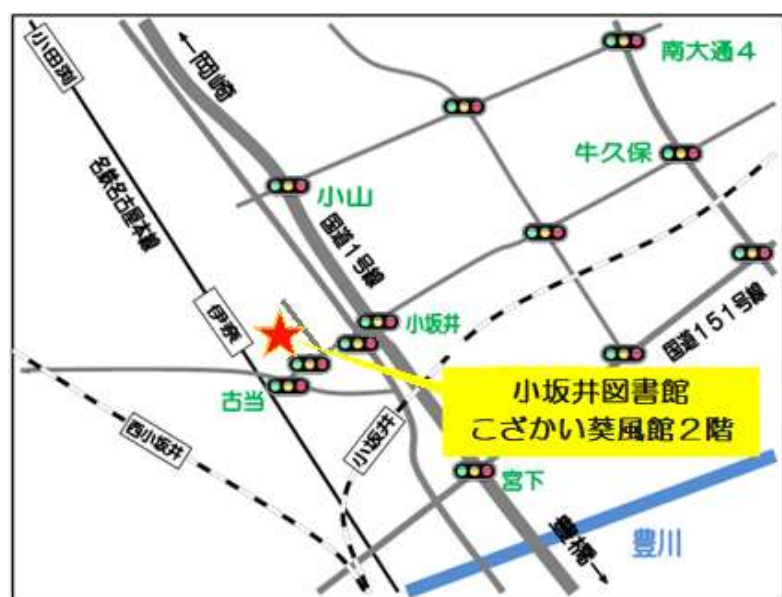 小田渕
←岡崎
南大通4
牛久保
名鉄名古屋本線
小山
国道1号線
伊奈
小坂井
国道151号線
古当
小坂井図書館
こざかい葵風館2階
西小坂井
小坂井
宮下
豊橋→
豊川